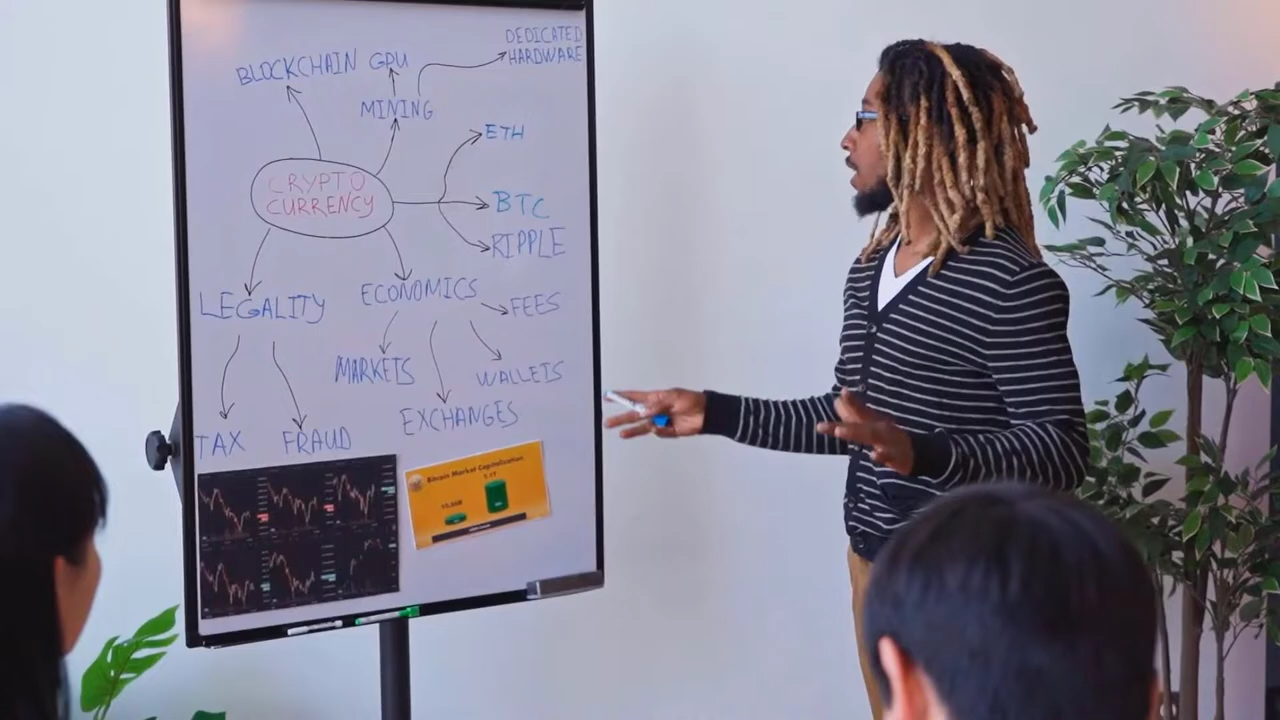 DEDICATED
HARDWARE
BLOCKCHAIN
GPU
MINING
ETH
CRYPTO
CURRENCY
BTC
RIPPLE
LEGALITY
ECONOMICS
FEES
MARKETS
WALLETS
EXCHANGES
TAX
FRAUD
Bitcoin Market Capitalization